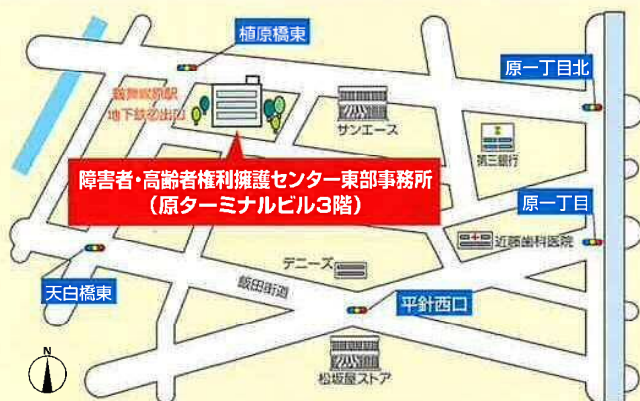 植原橋東
原一丁目北
鶴舞線原駅
地下鉄②出口
サンエース
第三銀行
障害者・高齢者権利擁護センター東部事務所
（原ターミナルビル3階）
原一丁目
近藤歯科医院
デニーズ
天白橋東
飯田街道
平針西口
N
松坂屋ストア